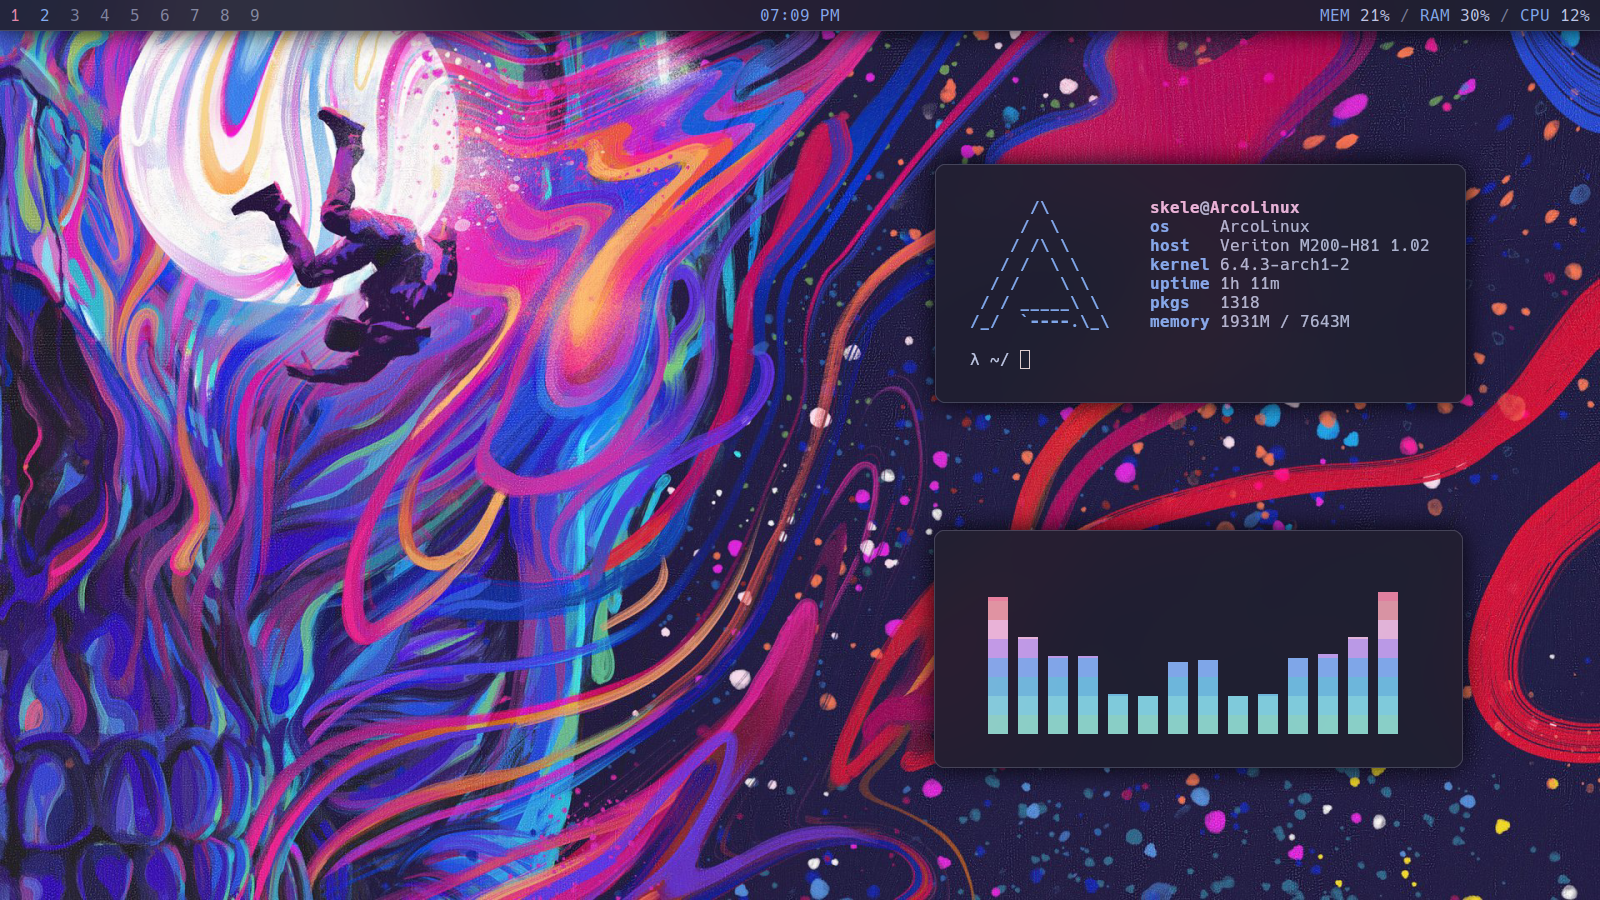 1 2 3 4 5 6 7 8 9
07:09 PM
MEM 21% / RAM 30% / CPU 12%
skele@ArcoLinux
os ArcoLinux
host Veriton M200-H81 1.02
kernel 6.4.3-arch1-2
uptime 1h 11m
pkgs 1318
memory 1931M / 7643M
λ ~/